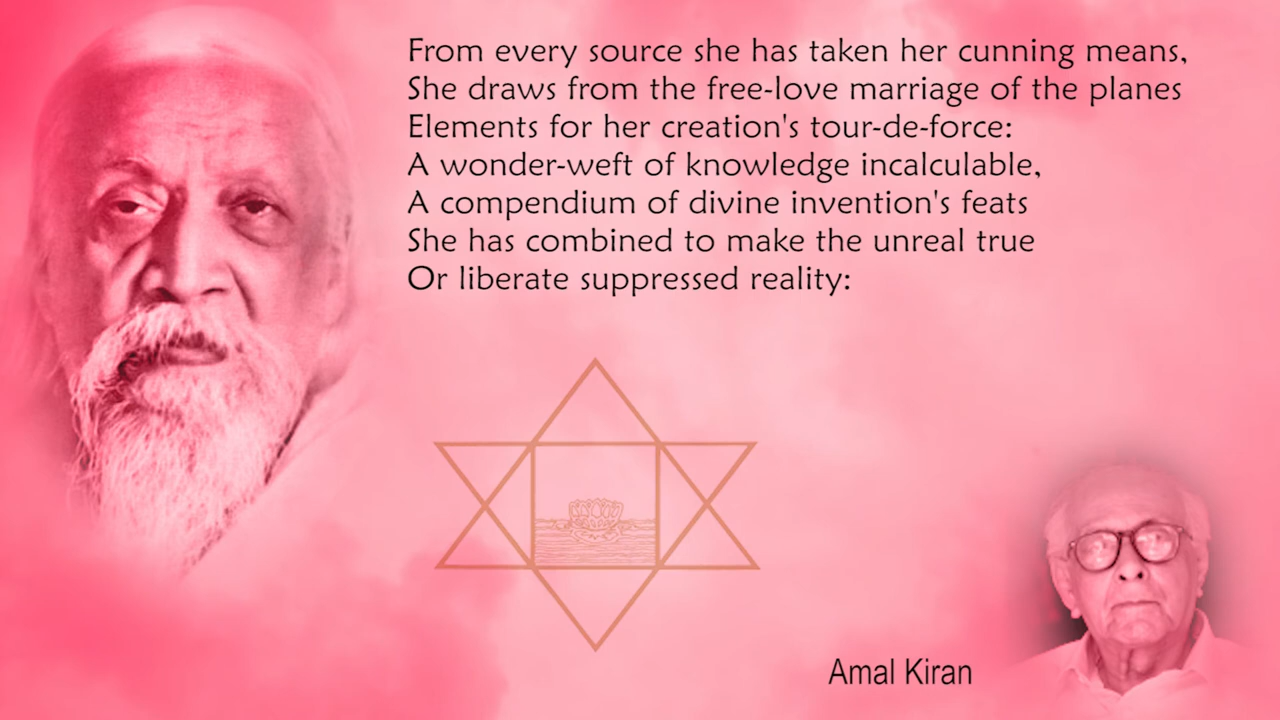 From every source she has taken her cunning means,
She draws from the free-love marriage of the planes
Elements for her creation's tour-de-force:
A wonder-weft of knowledge incalculable,
A compendium of divine invention's feats
She has combined to make the unreal true
Or liberate suppressed reality:
Amal Kiran